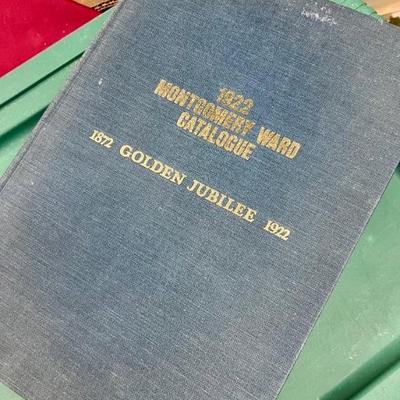 1922
MONTGOMERY WARD
CATALOGUE
1872 GOLDEN JUBILEE 1922